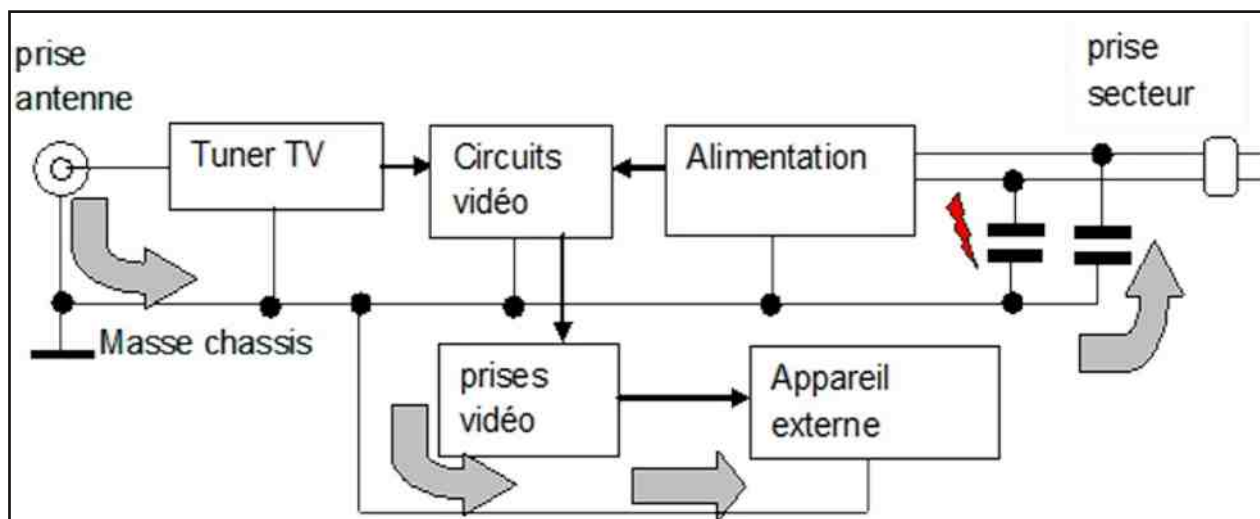 prise
antenne
prise
secteur
Tuner TV
Circuits
vidéo
Alimentation
Masse chassis
prises
vidéo
Appareil
externe